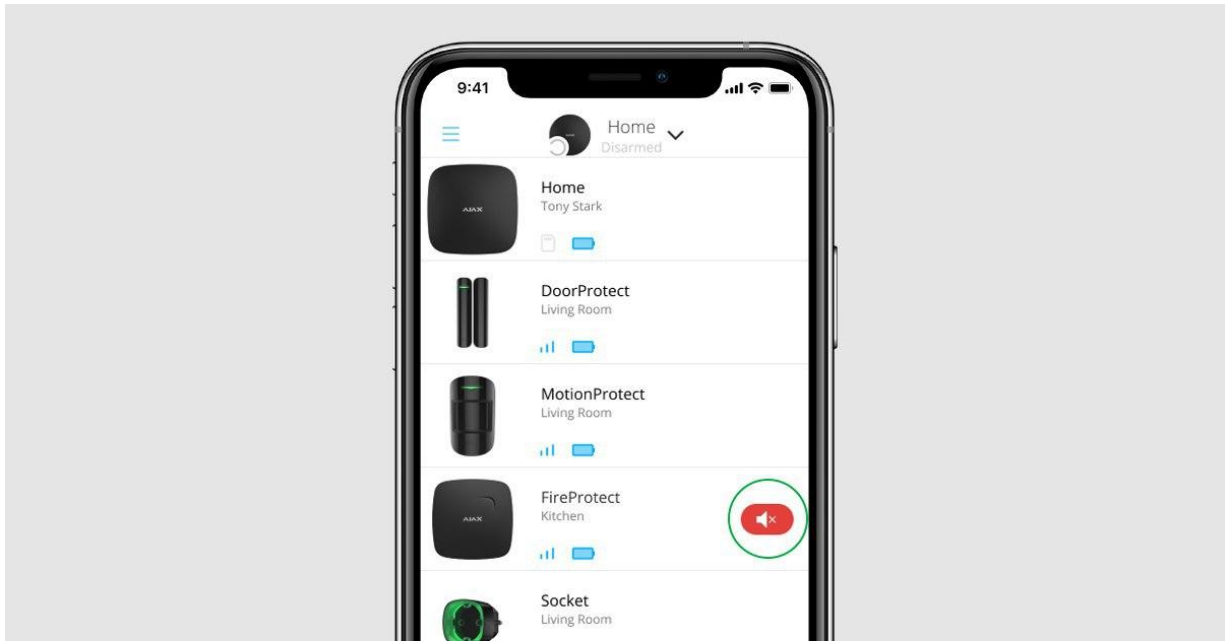 9:41
Home
Disarmed
AJAX
Home
Tony Stark
DoorProtect
Living Room
MotionProtect
Living Room
AJAX
FireProtect
Kitchen
Socket
Living Room